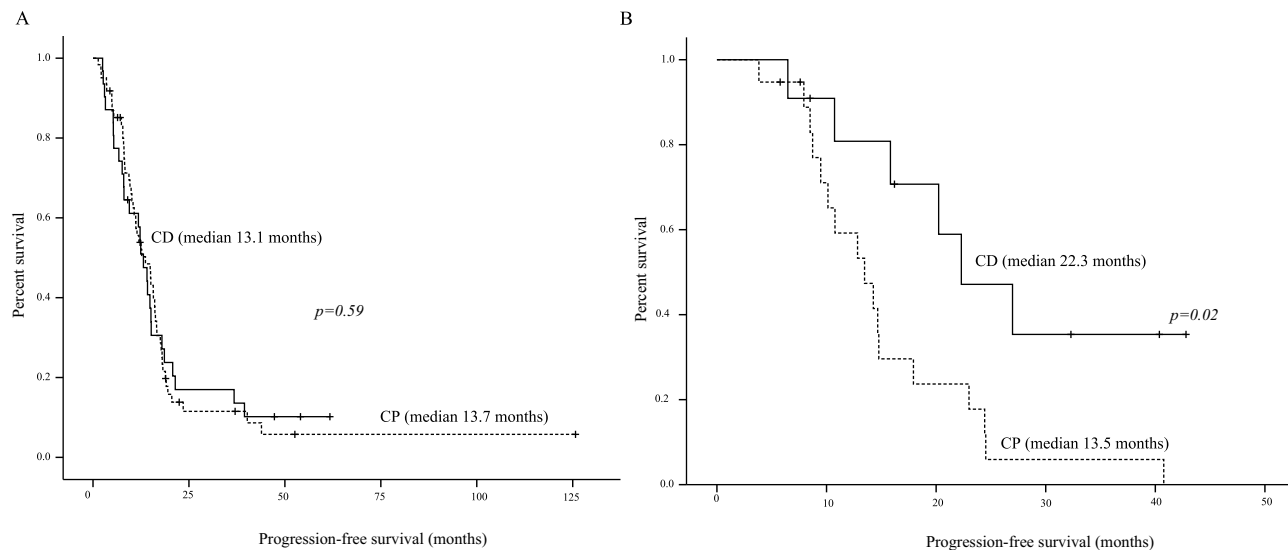 A
Percent survival
1.0
0.8
0.6
0.4
0.2
0.0
CD (median 13.1 months)
p=0.59
CP (median 13.7 months)
0 25 50 75 100 125
Progression-free survival (months)
B
Percent survival
1.0
0.8
0.6
0.4
0.2
0.0
CD (median 22.3 months)
p=0.02
CP (median 13.5 months)
0 10 20 30 40 50
Progression-free survival (months)